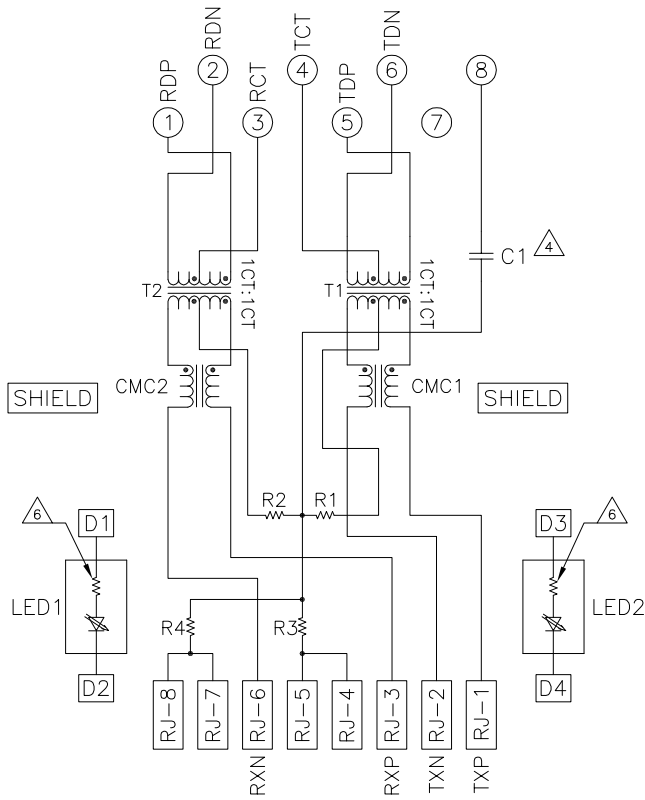 RDP
RDN
RCT
TCT
TDP
TDN
1
2
3
4
5
6
7
8
T2
1CT:1CT
T1
1CT:1CT
C1
4
CMC2
CMC1
SHIELD
SHIELD
R2
R1
6
D1
LED1
D2
6
D3
LED2
D4
R4
R3
RJ-8
RJ-7
RJ-6
RJ-5
RJ-4
RJ-3
RJ-2
RJ-1
RXN
RXP
TXN
TXP